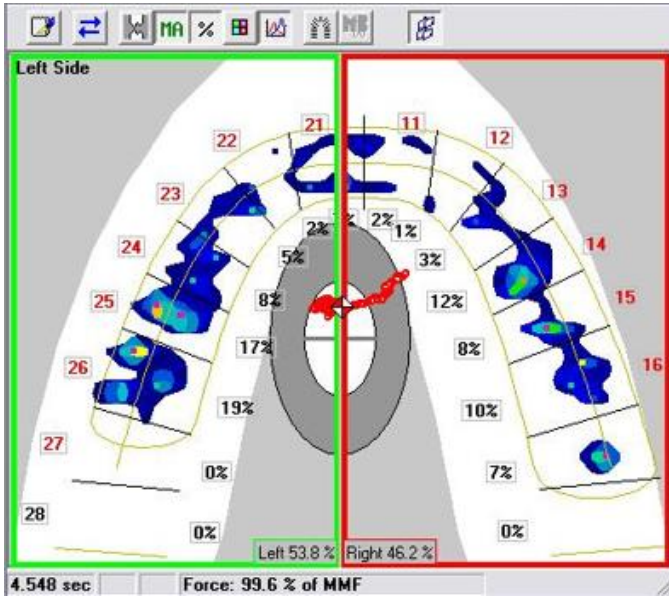 MA % MB
Left Side
21 11
22 12
23 13
24 14
25 15
26 16
27
28
2% 2% 1%
5% 3%
8% 12%
17% 8%
19% 10%
0% 7%
0% 0%
Left 53.8 % Right 46.2 %
4.548 sec Force: 99.6 % of MMF